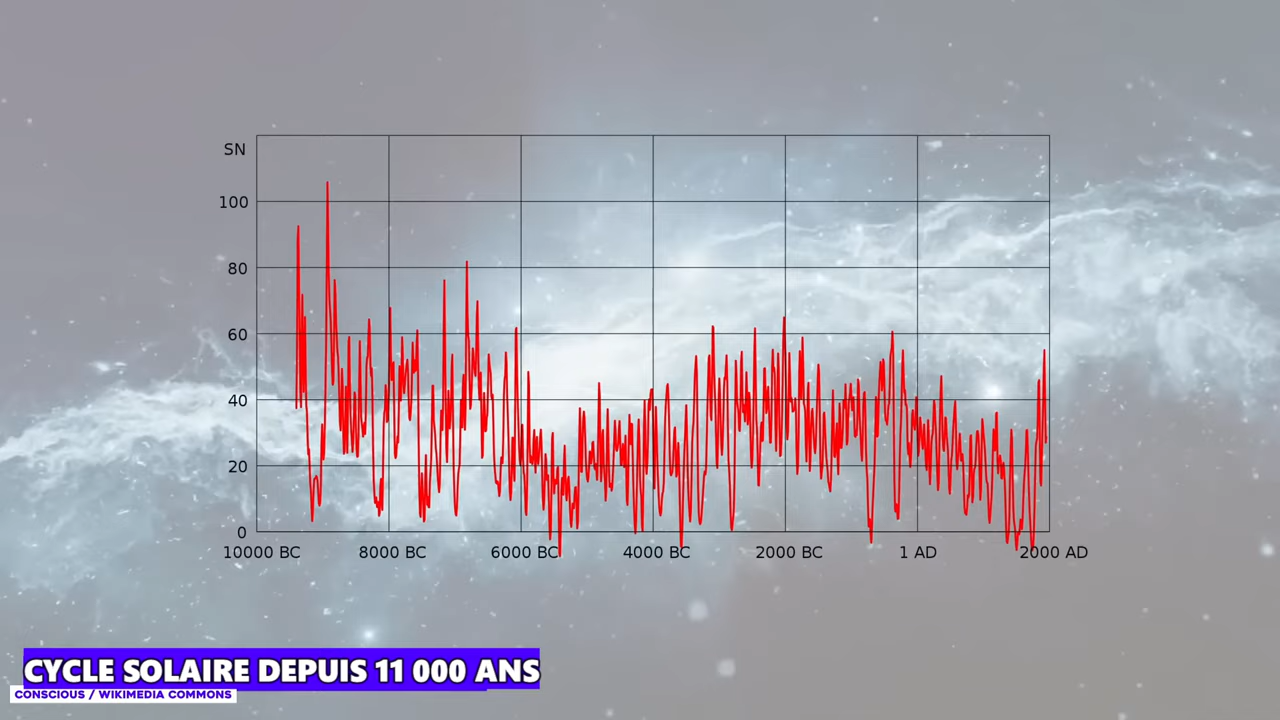 SN
100
80
60
40
20
0
10000 BC 8000 BC 6000 BC 4000 BC 2000 BC 1 AD 2000 AD
CYCLE SOLAIRE DEPUIS 11 000 ANS
CONSCIOUS / WIKIMEDIA COMMONS